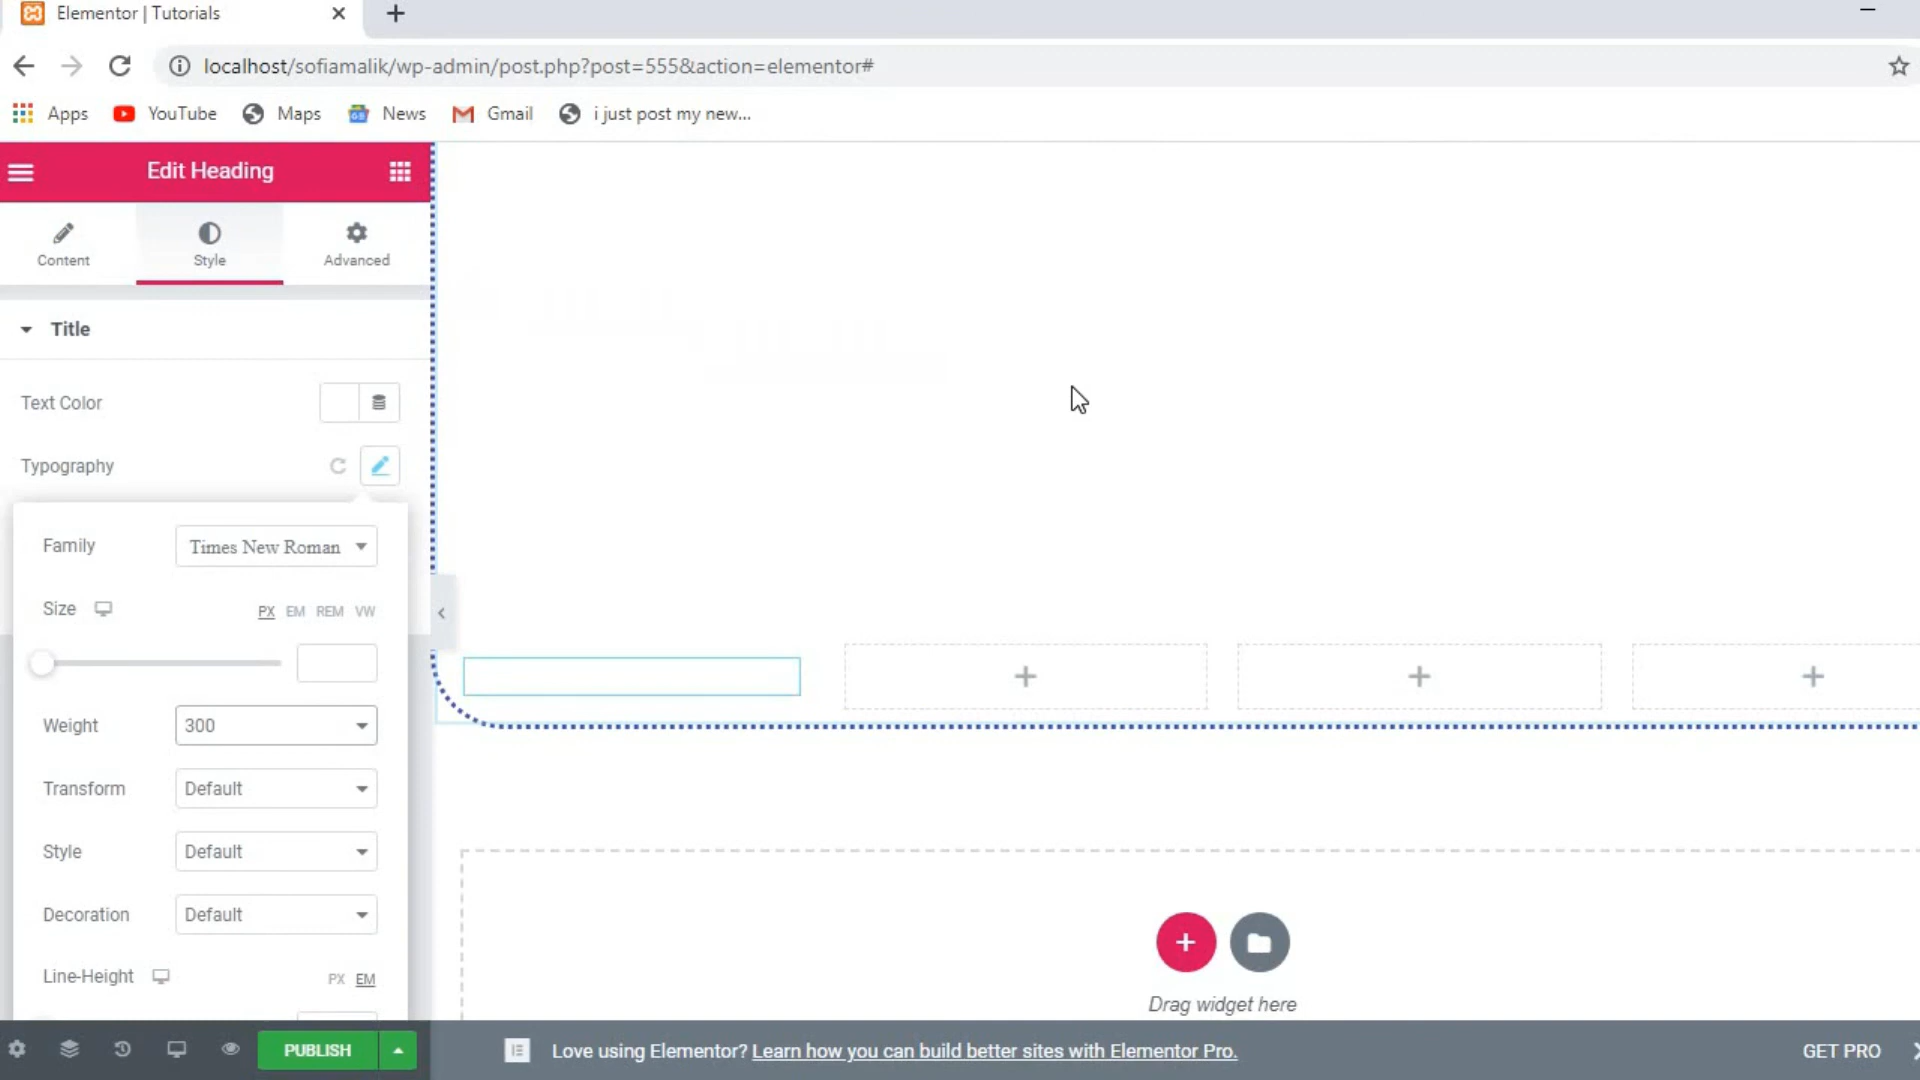 Elementor | Tutorials
localhost/sofiamalik/wp-admin/post.php?post=555&action=elementor#
Apps YouTube Maps News Gmail i just post my new...
Edit Heading
Content Style Advanced
Title
Text Color
Typography
Family Times New Roman
Size PX EM REM VW
Weight 300
Transform Default
Style Default
Decoration Default
Line-Height PX EM
Drag widget here
PUBLISH
Love using Elementor? Learn how you can build better sites with Elementor Pro.
GET PRO